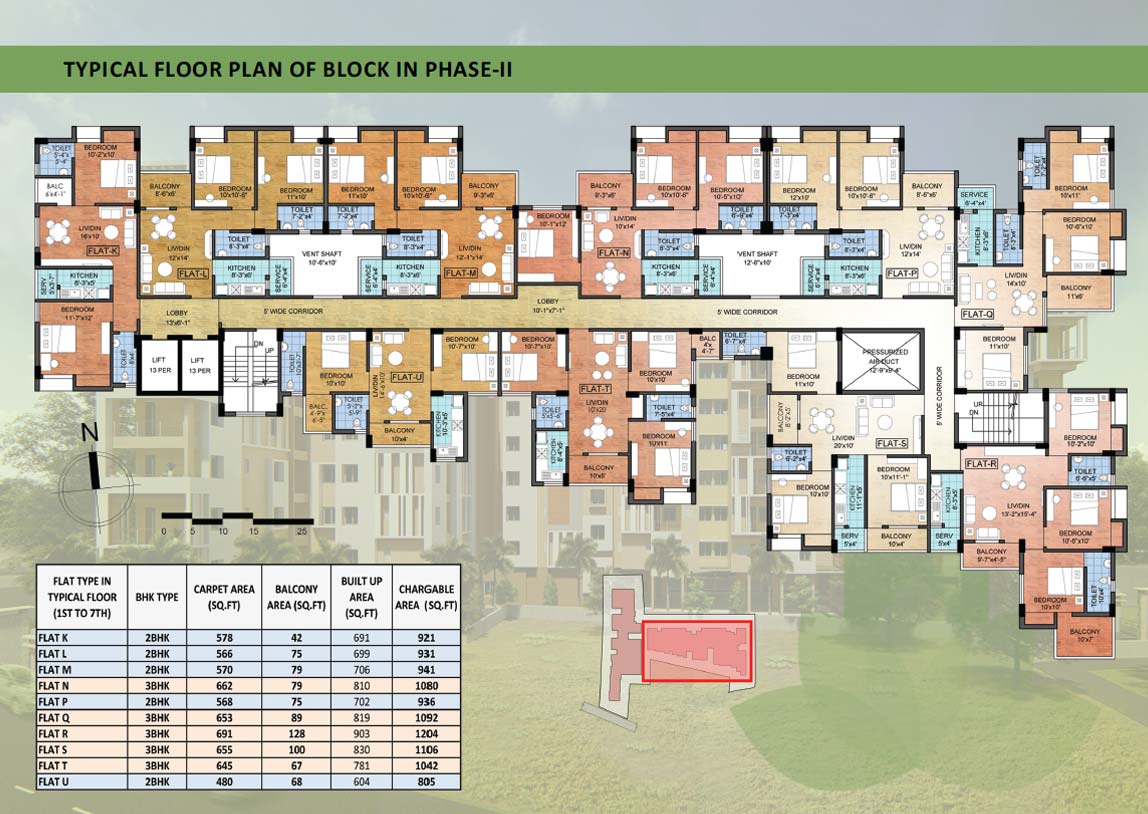 TYPICAL FLOOR PLAN OF BLOCK IN PHASE-II
TOILET
5'-4"x
5'-4"
BEDROOM
10'-2"x10'
BALC.
6'x4'-1"
LIV/DIN
16'x10'
FLAT-K
KITCHEN
8'-3"x5'
BEDROOM
11'-7"x12'
LOBBY
13'x6'-1"
LIFT
13 PER
LIFT
13 PER
DN
UP
BALCONY
8'-6"x6'
BEDROOM
10'x10'-6"
BEDROOM
11'x10'
TOILET
7'-2"x4'
LIV/DIN
12'x14'
FLAT-L
TOILET
8'-3"x4'
KITCHEN
8'-3"x6'
SERVICE
6'-4"x4'
VENT SHAFT
10'-6"x10'
BEDROOM
11'x10'
BEDROOM
10'x10'-6"
TOILET
7'-2"x4'
BALCONY
9'-3"x6'
LIV/DIN
12'-1"x14'
FLAT-M
TOILET
8'-3"x4'
KITCHEN
8'-3"x6'
SERVICE
6'-4"x4'
BEDROOM
10'-1"x12'
LOBBY
10'-1"x7'-1"
5' WIDE CORRIDOR
5' WIDE CORRIDOR
BALCONY
9'-3"x6'
LIV/DIN
10'x14'
FLAT-N
BEDROOM
10'x10'-6"
BEDROOM
10'-5"x10'
TOILET
TOILET
8'-3"x4'
KITCHEN
8'-3"x6'
SERVICE
6'-4"x4'
VENT SHAFT
12'-6"x10'
BEDROOM
12'x10'
BEDROOM
10'x10'-6"
TOILET
7'-3"x4'
BALCONY
8'-6"x6'
LIV/DIN
12'x14'
FLAT-P
TOILET
8'-3"x4'
KITCHEN
8'-3"x6'
SERVICE
6'-4"x4'
SERVICE
6'-4"x4'
KITCHEN
8'-3"x6'
TOILET
8'-3"x4'
TOILET
BEDROOM
10'x11'
BEDROOM
10'-6"x10'
LIV/DIN
14'x10'
FLAT-Q
BALCONY
11'x6'
BEDROOM
11'x10'
TOILET
BEDROOM
10'x10'
BALC.
4'-9"x
6'-5"
TOILET
5'-2"x
5'-9"
LIV/DIN
14'-6"x10'
FLAT-U
BALCONY
10'x4'
KITCHEN
10'-3"x5'
BEDROOM
10'-7"x10'
BEDROOM
10'-7"x10'
FLAT-T
LIV/DIN
10'x20'
TOILET
KITCHEN
8'-4"x6'
BALCONY
10'x5'
BEDROOM
10'x10'
TOILET
7'-5"x4'
BEDROOM
10'x11'
BALC
4'x
4'-7"
TOILET
6'-7"x4'
BEDROOM
11'x10'
PRESSURIZED
AIR DUCT
12'-9"x9'-4"
5' WIDE CORRIDOR
BALCONY
8'-2"x5'
LIV/DIN
20'x10'
FLAT-S
TOILET
6'-2"x4'
BEDROOM
10'x10'
KITCHEN
11'-1"x5'
SERV
5'x4'
BEDROOM
10'x11'-1"
BALCONY
10'x4'
KITCHEN
8'-3"x5'
SERV
5'x4'
UP
DN
FLAT-R
LIV/DIN
13'-2"x15'-4"
BEDROOM
10'-2"x10'
TOILET
6'-6"x5'
BEDROOM
10'-6"x10'
BALCONY
9'-7"x4'-5"
BEDROOM
10'x10'
TOILET
10'x4'
BALCONY
10'x7'
N
0 5 10 15 25
FLAT TYPE IN TYPICAL FLOOR (1ST TO 7TH) BHK TYPE CARPET AREA (SQ.FT) BALCONY AREA (SQ.FT) BUILT UP AREA (SQ.FT) CHARGABLE AREA (SQ.FT)
FLAT K 2BHK 578 42 691 921
FLAT L 2BHK 566 75 699 931
FLAT M 2BHK 570 79 706 941
FLAT N 3BHK 662 79 810 1080
FLAT P 2BHK 568 75 702 936
FLAT Q 3BHK 653 89 819 1092
FLAT R 3BHK 691 128 903 1204
FLAT S 3BHK 655 100 830 1106
FLAT T 3BHK 645 67 781 1042
FLAT U 2BHK 480 68 604 805